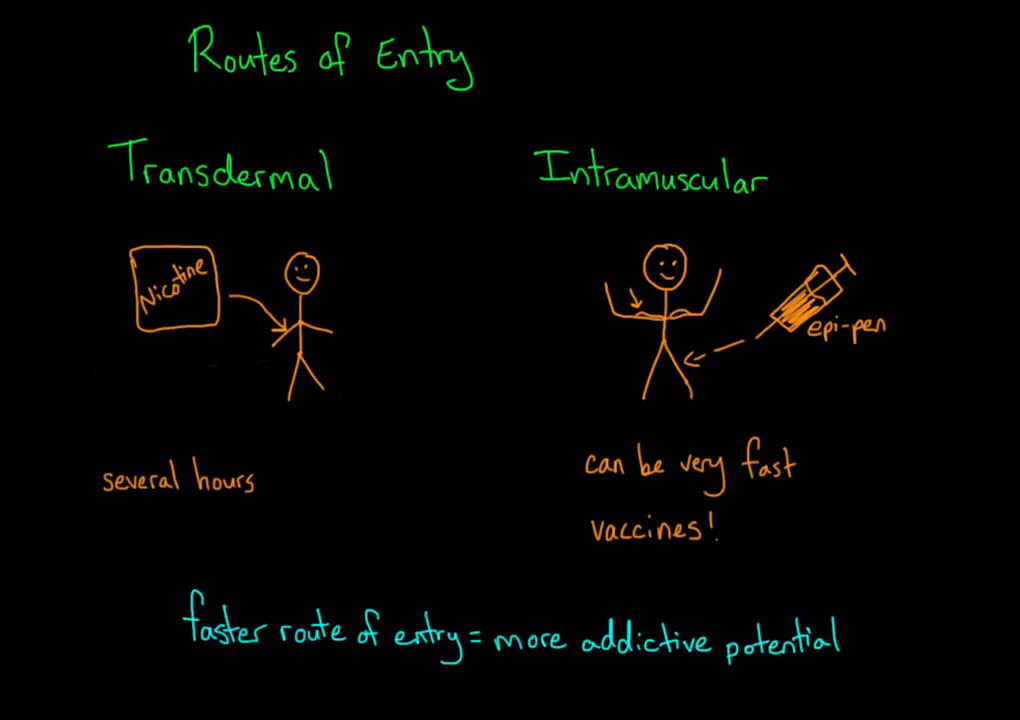 Routes of Entry
Transdermal
Intramuscular
Nicotine
epi-pen
several hours
can be very fast
vaccines!
faster route of entry = more addictive potential